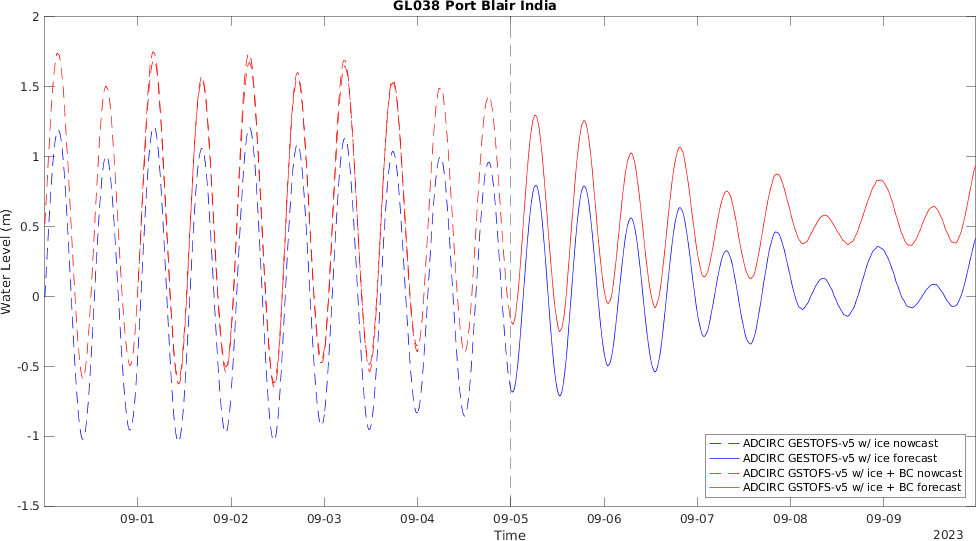 GL038 Port Blair India
2
1.5
1
0.5
0
-0.5
-1
-1.5
Water Level (m)
ADCIRC GESTOFS-v5 w/ ice nowcast
ADCIRC GESTOFS-v5 w/ ice forecast
ADCIRC GSTOFS-v5 w/ ice + BC nowcast
ADCIRC GSTOFS-v5 w/ ice + BC forecast
09-01 09-02 09-03 09-04 09-05 09-06 09-07 09-08 09-09
Time
2023